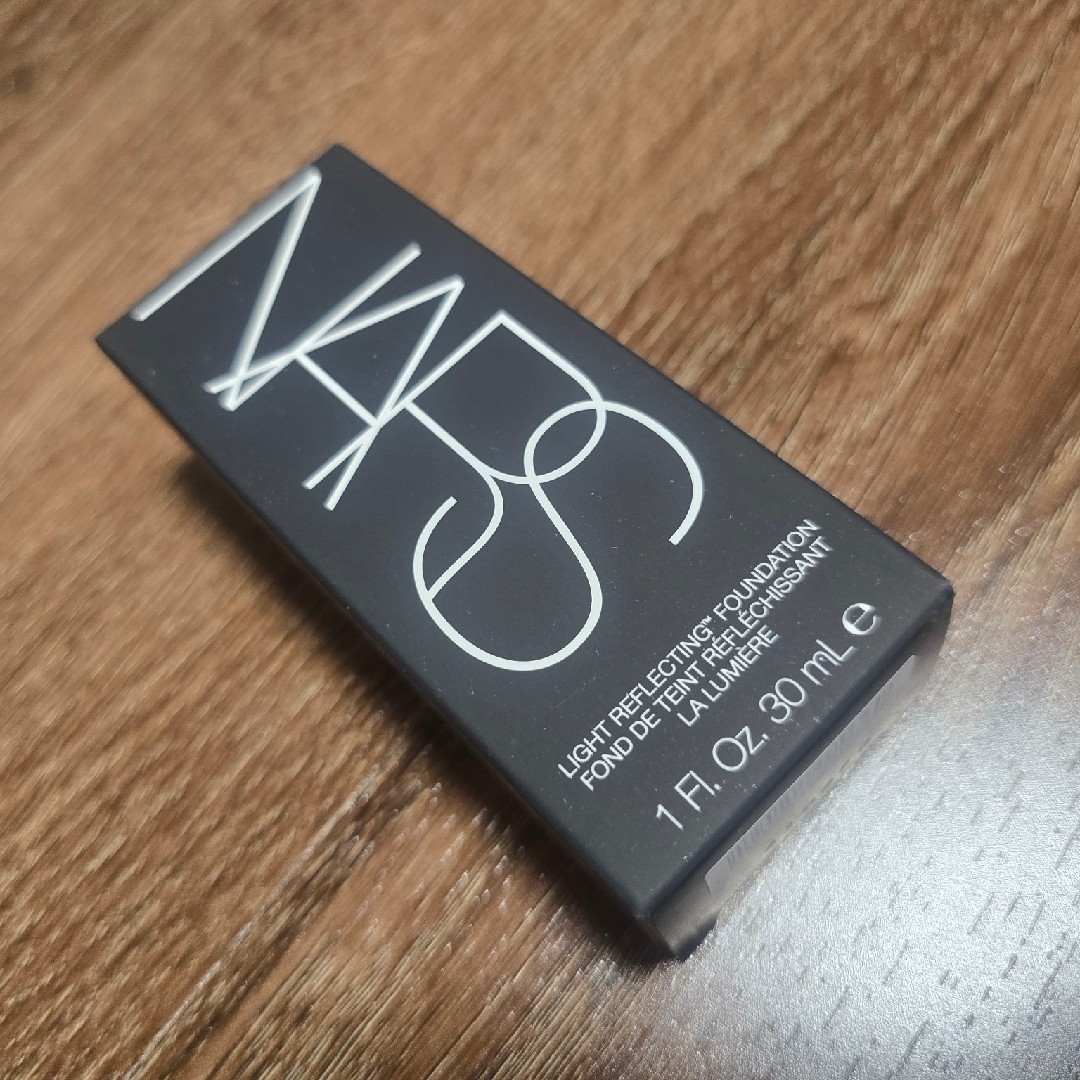 NARS
LIGHT REFLECTING™ FOUNDATION
FOND DE TEINT RÉFLÉCHISSANT
LA LUMIÈRE
1 Fl. Oz. 30 mL ℮